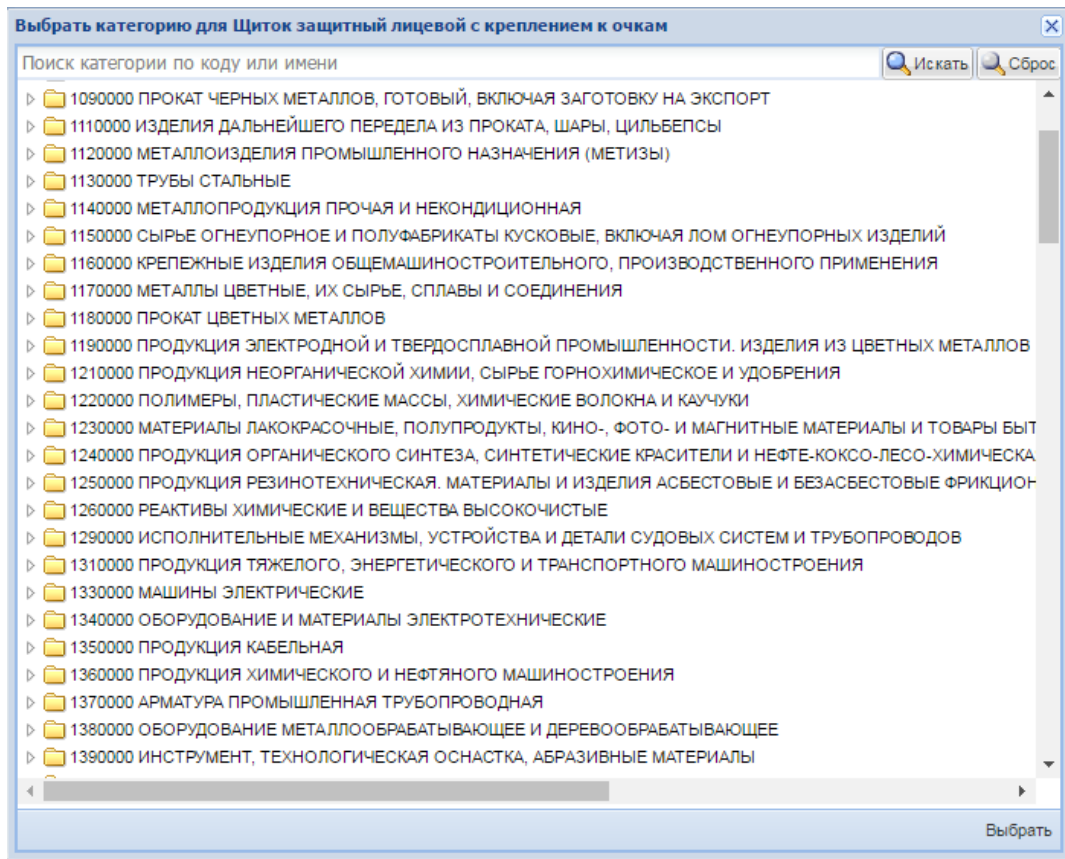 Выбрать категорию для Щиток защитный лицевой с креплением к очкам
Поиск категории по коду или имени
Искать
Сброс
1090000 ПРОКАТ ЧЕРНЫХ МЕТАЛЛОВ, ГОТОВЫЙ, ВКЛЮЧАЯ ЗАГОТОВКУ НА ЭКСПОРТ
1110000 ИЗДЕЛИЯ ДАЛЬНЕЙШЕГО ПЕРЕДЕЛА ИЗ ПРОКАТА, ШАРЫ, ЦИЛЬБЕПСЫ
1120000 МЕТАЛЛОИЗДЕЛИЯ ПРОМЫШЛЕННОГО НАЗНАЧЕНИЯ (МЕТИЗЫ)
1130000 ТРУБЫ СТАЛЬНЫЕ
1140000 МЕТАЛЛОПРОДУКЦИЯ ПРОЧАЯ И НЕКОНДИЦИОННАЯ
1150000 СЫРЬЕ ОГНЕУПОРНОЕ И ПОЛУФАБРИКАТЫ КУСКОВЫЕ, ВКЛЮЧАЯ ЛОМ ОГНЕУПОРНЫХ ИЗДЕЛИЙ
1160000 КРЕПЕЖНЫЕ ИЗДЕЛИЯ ОБЩЕМАШИНОСТРОИТЕЛЬНОГО, ПРОИЗВОДСТВЕННОГО ПРИМЕНЕНИЯ
1170000 МЕТАЛЛЫ ЦВЕТНЫЕ, ИХ СЫРЬЕ, СПЛАВЫ И СОЕДИНЕНИЯ
1180000 ПРОКАТ ЦВЕТНЫХ МЕТАЛЛОВ
1190000 ПРОДУКЦИЯ ЭЛЕКТРОДНОЙ И ТВЕРДОСПЛАВНОЙ ПРОМЫШЛЕННОСТИ. ИЗДЕЛИЯ ИЗ ЦВЕТНЫХ МЕТАЛЛОВ
1210000 ПРОДУКЦИЯ НЕОРГАНИЧЕСКОЙ ХИМИИ, СЫРЬЕ ГОРНОХИМИЧЕСКОЕ И УДОБРЕНИЯ
1220000 ПОЛИМЕРЫ, ПЛАСТИЧЕСКИЕ МАССЫ, ХИМИЧЕСКИЕ ВОЛОКНА И КАУЧУКИ
1230000 МАТЕРИАЛЫ ЛАКОКРАСОЧНЫЕ, ПОЛУПРОДУКТЫ, КИНО-, ФОТО- И МАГНИТНЫЕ МАТЕРИАЛЫ И ТОВАРЫ БЫТ
1240000 ПРОДУКЦИЯ ОРГАНИЧЕСКОГО СИНТЕЗА, СИНТЕТИЧЕСКИЕ КРАСИТЕЛИ И НЕФТЕ-КОКСО-ЛЕСО-ХИМИЧЕСКА
1250000 ПРОДУКЦИЯ РЕЗИНОТЕХНИЧЕСКАЯ. МАТЕРИАЛЫ И ИЗДЕЛИЯ АСБЕСТОВЫЕ И БЕЗАСБЕСТОВЫЕ ФРИКЦИОН
1260000 РЕАКТИВЫ ХИМИЧЕСКИЕ И ВЕЩЕСТВА ВЫСОКОЧИСТЫЕ
1290000 ИСПОЛНИТЕЛЬНЫЕ МЕХАНИЗМЫ, УСТРОЙСТВА И ДЕТАЛИ СУДОВЫХ СИСТЕМ И ТРУБОПРОВОДОВ
1310000 ПРОДУКЦИЯ ТЯЖЕЛОГО, ЭНЕРГЕТИЧЕСКОГО И ТРАНСПОРТНОГО МАШИНОСТРОЕНИЯ
1330000 МАШИНЫ ЭЛЕКТРИЧЕСКИЕ
1340000 ОБОРУДОВАНИЕ И МАТЕРИАЛЫ ЭЛЕКТРОТЕХНИЧЕСКИЕ
1350000 ПРОДУКЦИЯ КАБЕЛЬНАЯ
1360000 ПРОДУКЦИЯ ХИМИЧЕСКОГО И НЕФТЯНОГО МАШИНОСТРОЕНИЯ
1370000 АРМАТУРА ПРОМЫШЛЕННАЯ ТРУБОПРОВОДНАЯ
1380000 ОБОРУДОВАНИЕ МЕТАЛЛООБРАБАТЫВАЮЩЕЕ И ДЕРЕВООБРАБАТЫВАЮЩЕЕ
1390000 ИНСТРУМЕНТ, ТЕХНОЛОГИЧЕСКАЯ ОСНАСТКА, АБРАЗИВНЫЕ МАТЕРИАЛЫ
Выбрать